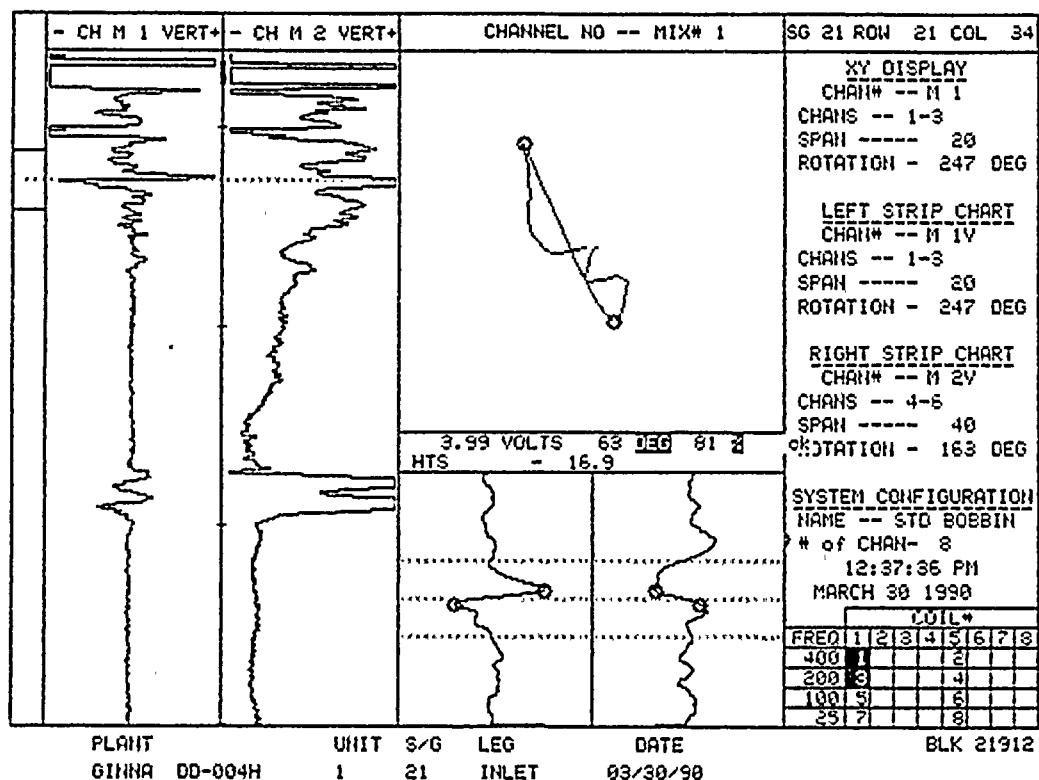 - CH M 1 VERT+
- CH M 2 VERT+
CHANNEL NO -- MIX# 1
SG 21 ROW 21 COL 34
XY DISPLAY
CHAN# -- M 1
CHANS -- 1-3
SPAN ----- 20
ROTATION - 247 DEG
LEFT STRIP CHART
CHAN# -- M 1V
CHANS -- 1-3
SPAN ----- 20
ROTATION - 247 DEG
RIGHT STRIP CHART
CHAN# -- M 2V
CHANS -- 4-6
SPAN ----- 40
ROTATION - 163 DEG
3.99 VOLTS 63 DEG 81 % ok
HTS - 16.9
SYSTEM CONFIGURATION
NAME -- STD BOBBIN
# of CHAN- 8
12:37:36 PM
MARCH 30 1990
COIL#
FREQ 1 2 3 4 5 6 7 8
400 1 2
200 3 4
100 5 6
25 7 8
PLANT UNIT S/G LEG DATE BLK 21912
GINNA DD-004H 1 21 INLET 03/30/90